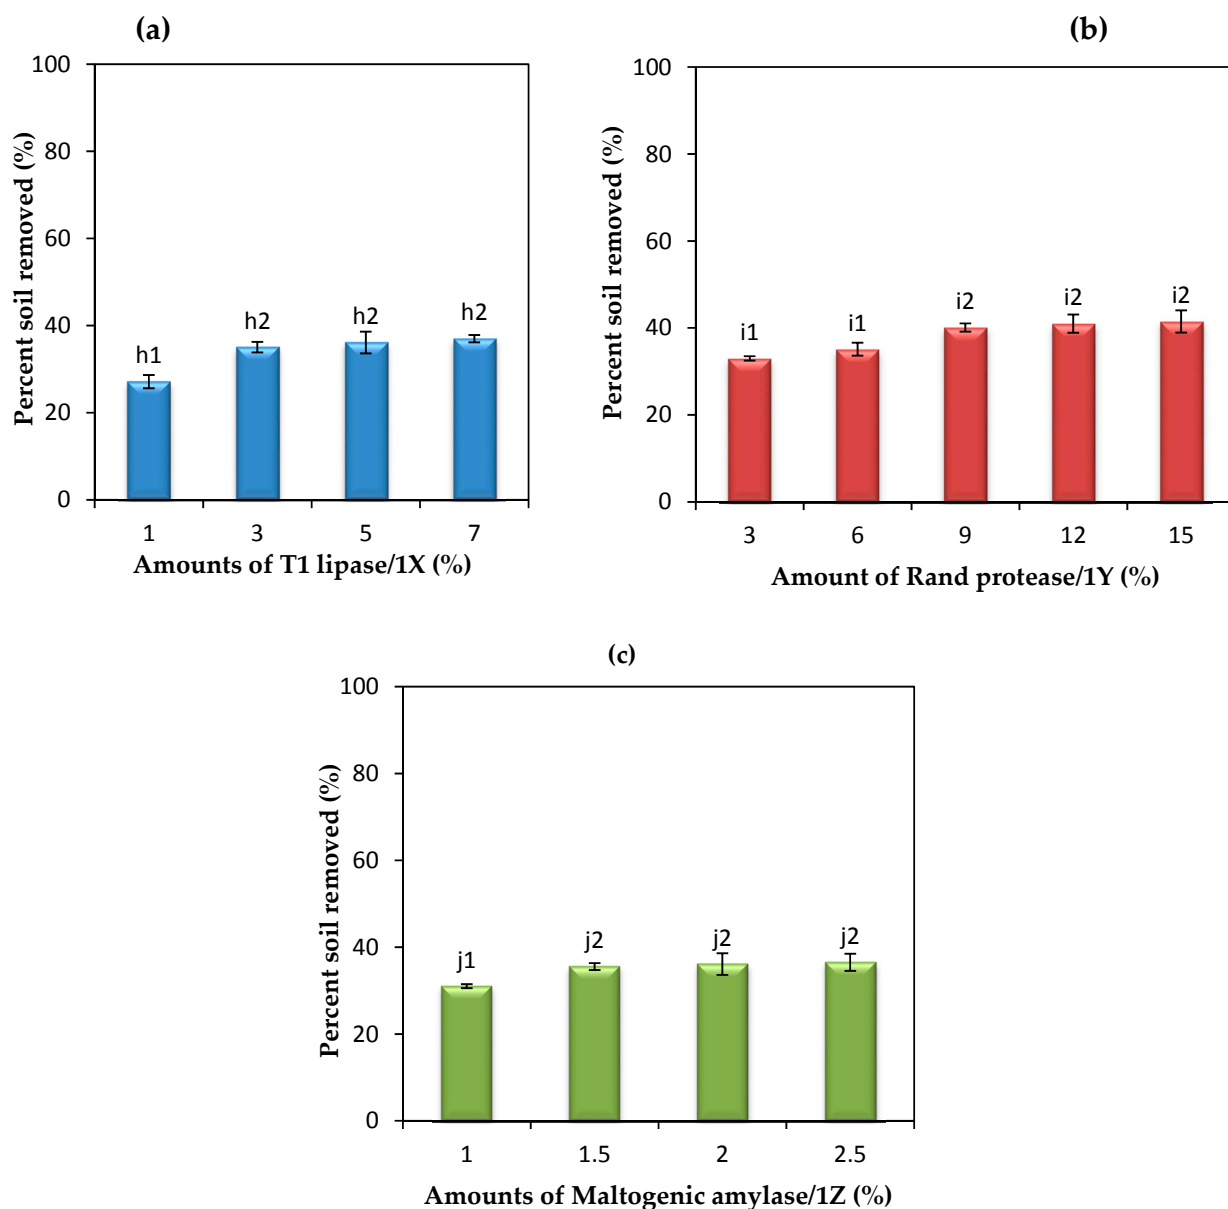 (a)
100
80
60
40
20
0
Percent soil removed (%)
h1
h2
h2
h2
1 3 5 7
Amounts of T1 lipase/1X (%)
(b)
100
80
60
40
20
0
Percent soil removed (%)
i1
i1
i2
i2
i2
3 6 9 12 15
Amount of Rand protease/1Y (%)
(c)
100
80
60
40
20
0
Percent soil removed (%)
j1
j2
j2
j2
1 1.5 2 2.5
Amounts of Maltogenic amylase/1Z (%)